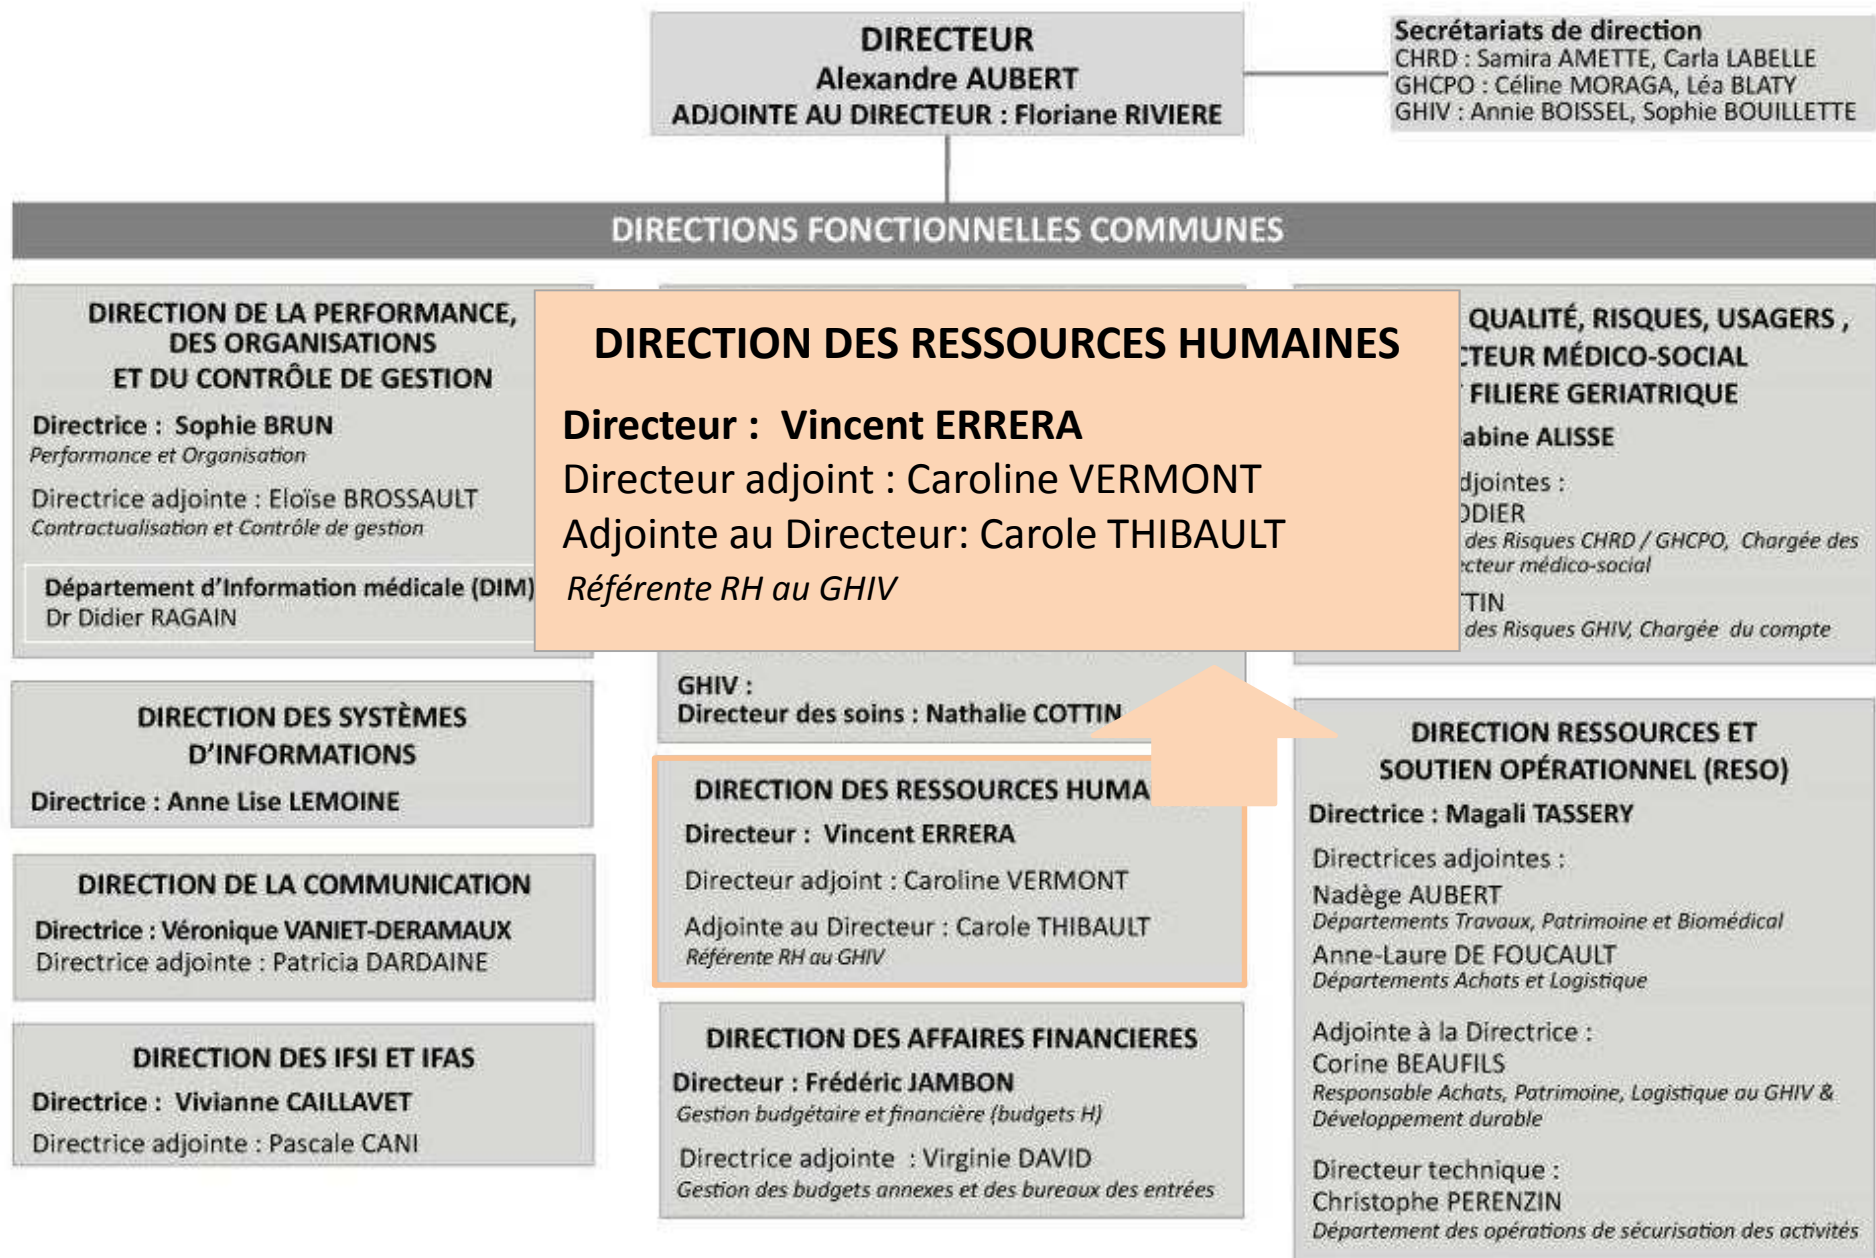 DIRECTEUR
Alexandre AUBERT
ADJOINTE AU DIRECTEUR : Floriane RIVIERE
Secrétariats de direction
CHRD : Samira AMETTE, Carla LABELLE
GHCPO : Céline MORAGA, Léa BLATY
GHIV : Annie BOISSEL, Sophie BOUILLETTE
DIRECTIONS FONCTIONNELLES COMMUNES
DIRECTION DE LA PERFORMANCE,
DES ORGANISATIONS
ET DU CONTRÔLE DE GESTION
Directrice : Sophie BRUN
Performance et Organisation
Directrice adjointe : Eloïse BROSSAULT
Contractualisation et Contrôle de gestion
Département d'Information médicale (DIM)
Dr Didier RAGAIN
DIRECTION DES SYSTÈMES
D'INFORMATIONS
Directrice : Anne Lise LEMOINE
DIRECTION DE LA COMMUNICATION
Directrice : Véronique VANIET-DERAMAUX
Directrice adjointe : Patricia DARDAINE
DIRECTION DES IFSI ET IFAS
Directrice : Vivianne CAILLAVET
Directrice adjointe : Pascale CANI
DIRECTION DES RESSOURCES HUMAINES
Directeur : Vincent ERRERA
Directeur adjoint : Caroline VERMONT
Adjointe au Directeur: Carole THIBAULT
Référente RH au GHIV
GHIV :
Directeur des soins : Nathalie COTTIN
DIRECTION DES RESSOURCES HUMA
Directeur : Vincent ERRERA
Directeur adjoint : Caroline VERMONT
Adjointe au Directeur : Carole THIBAULT
Référente RH au GHIV
DIRECTION DES AFFAIRES FINANCIERES
Directeur : Frédéric JAMBON
Gestion budgétaire et financière (budgets H)
Directrice adjointe : Virginie DAVID
Gestion des budgets annexes et des bureaux des entrées
QUALITÉ, RISQUES, USAGERS ,
CTEUR MÉDICO-SOCIAL
FILIERE GERIATRIQUE
abine ALISSE
djointes :
ODIER
des Risques CHRD / GHCPO, Chargée des
ecteur médico-social
TTIN
des Risques GHIV, Chargée du compte
DIRECTION RESSOURCES ET
SOUTIEN OPÉRATIONNEL (RESO)
Directrice : Magali TASSERY
Directrices adjointes :
Nadège AUBERT
Départements Travaux, Patrimoine et Biomédical
Anne-Laure DE FOUCAULT
Départements Achats et Logistique
Adjointe à la Directrice :
Corine BEAUFILS
Responsable Achats, Patrimoine, Logistique au GHIV &
Développement durable
Directeur technique :
Christophe PERENZIN
Département des opérations de sécurisation des activités